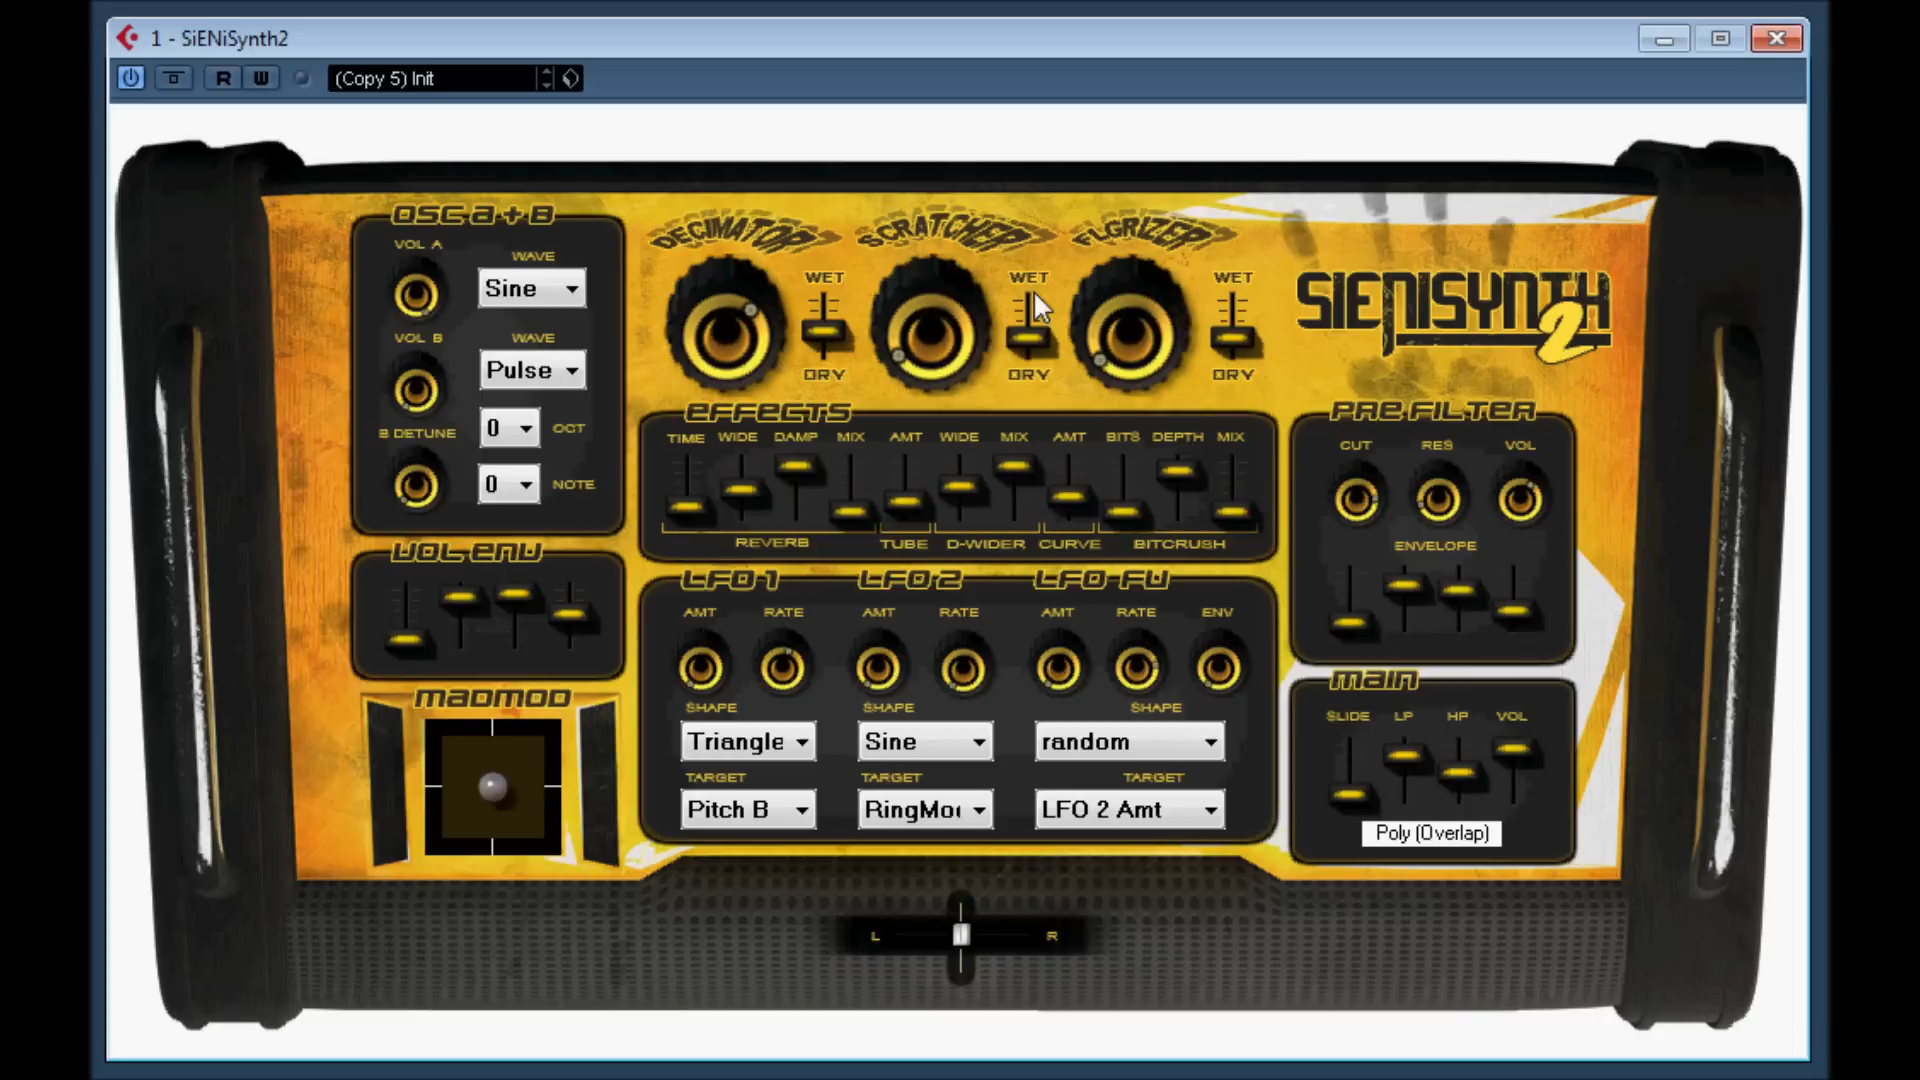 1 - SiENiSynth2
R W (Copy 5) Init
OSC A + B
VOL A
WAVE
Sine
VOL B
WAVE
Pulse
B DETUNE
0 OCT
0 NOTE
DECIMATOR
WET
DRY
SCRATCHER
WET
DRY
FLGRIZER
WET
DRY
SIENISYNTH
2
EFFECTS
TIME WIDE DAMP MIX AMT WIDE MIX AMT BITS DEPTH MIX
REVERB TUBE D-WIDER CURVE BITCRUSH
PRE FILTER
CUT RES VOL
ENVELOPE
VOL ENV
MADMOD
LFO 1
AMT RATE
SHAPE
Triangle
TARGET
Pitch B
LFO 2
AMT RATE
SHAPE
Sine
TARGET
RingMo
LFO FU
AMT RATE ENV
SHAPE
random
TARGET
LFO 2 Amt
MAIN
SLIDE LP HP VOL
Poly (Overlap)
L R